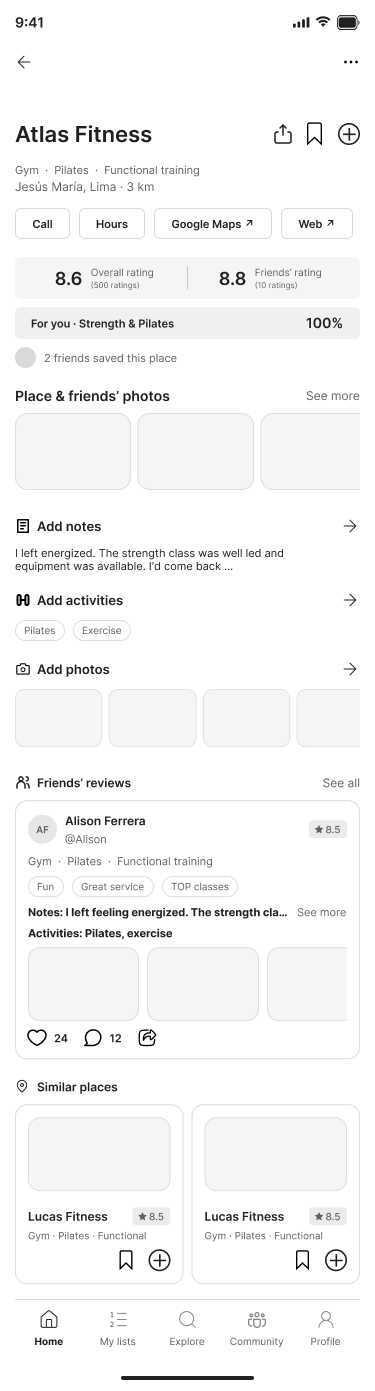 9:41
Atlas Fitness
Gym · Pilates · Functional training
Jesús María, Lima · 3 km
Call Hours Google Maps ↗ Web ↗
8.6 Overall rating (500 ratings) 8.8 Friends’ rating (10 ratings)
For you · Strength & Pilates 100%
2 friends saved this place
Place & friends’ photos See more
Add notes
I left energized. The strength class was well led and
equipment was available. I'd come back ...
Add activities
Pilates Exercise
Add photos
Friends’ reviews See all
AF Alison Ferrera ★ 8.5
@Alison
Gym · Pilates · Functional training
Fun Great service TOP classes
Notes: I left feeling energized. The strength cla... See more
Activities: Pilates, exercise
24 12
Similar places
Lucas Fitness ★ 8.5 Lucas Fitness ★ 8.5
Gym · Pilates · Functional Gym · Pilates · Functional
Home My lists Explore Community Profile